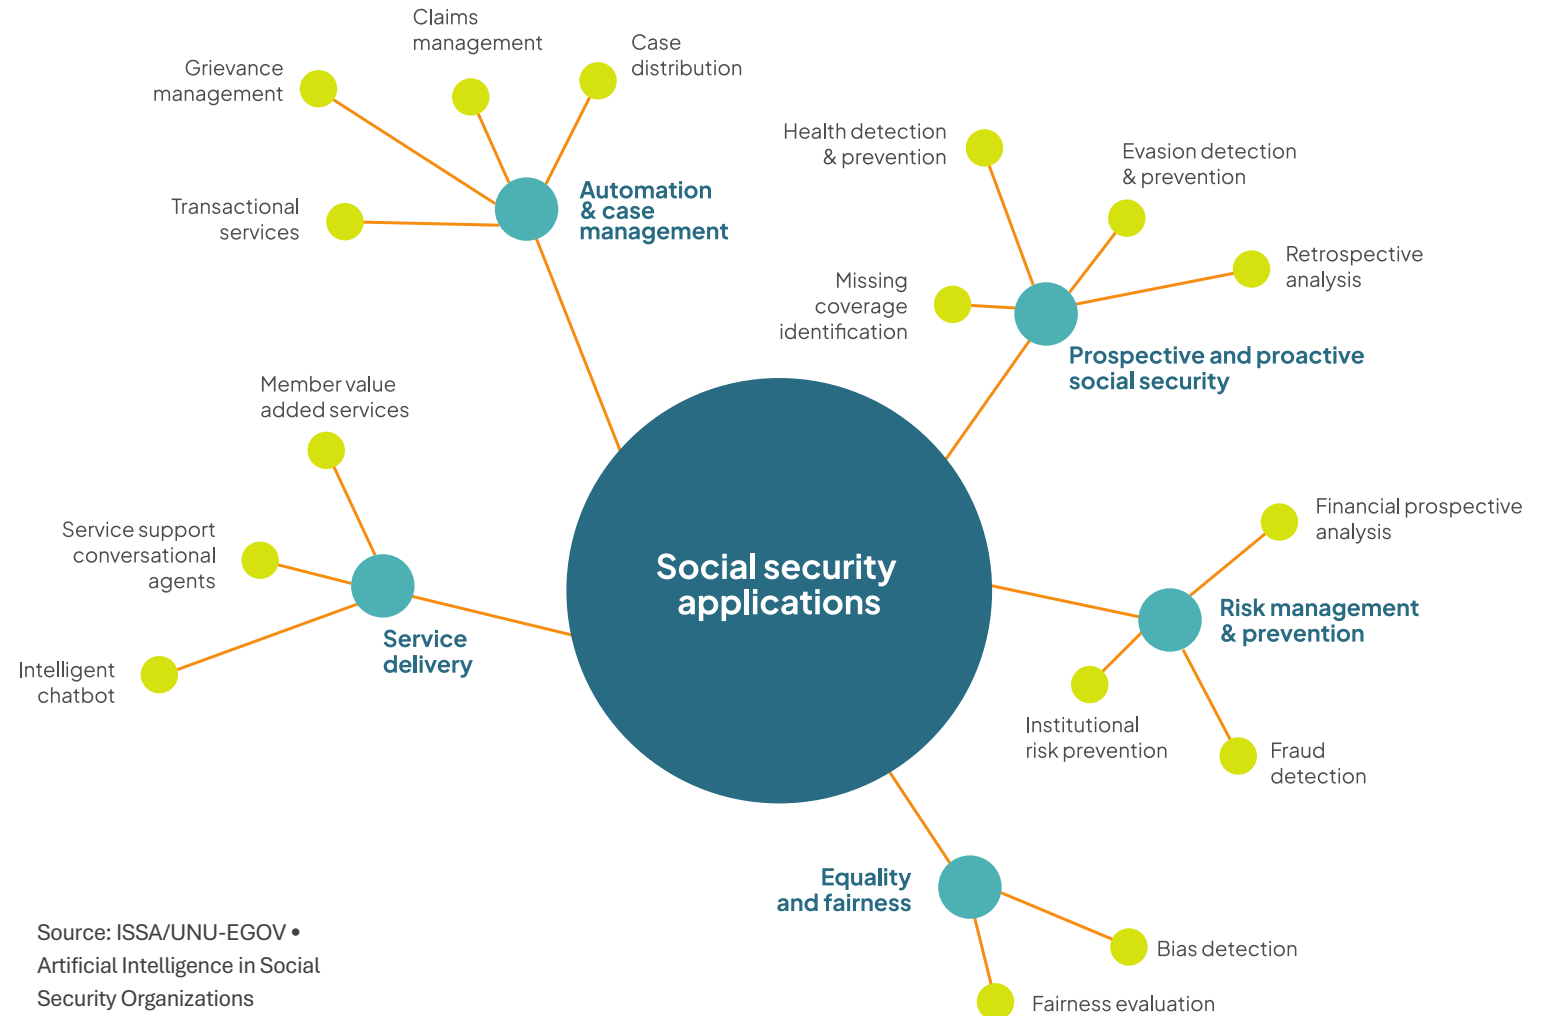 Claims
management
Case
distribution
Grievance
management
Transactional
services
Automation
& case
management
Health detection
& prevention
Evasion detection
& prevention
Retrospective
analysis
Missing
coverage
identification
Prospective and proactive
social security
Member value
added services
Service support
conversational
agents
Intelligent
chatbot
Service
delivery
Social security
applications
Financial prospective
analysis
Risk management
& prevention
Institutional
risk prevention
Fraud
detection
Equality
and fairness
Bias detection
Fairness evaluation
Source: ISSA/UNU-EGOV •
Artificial Intelligence in Social
Security Organizations